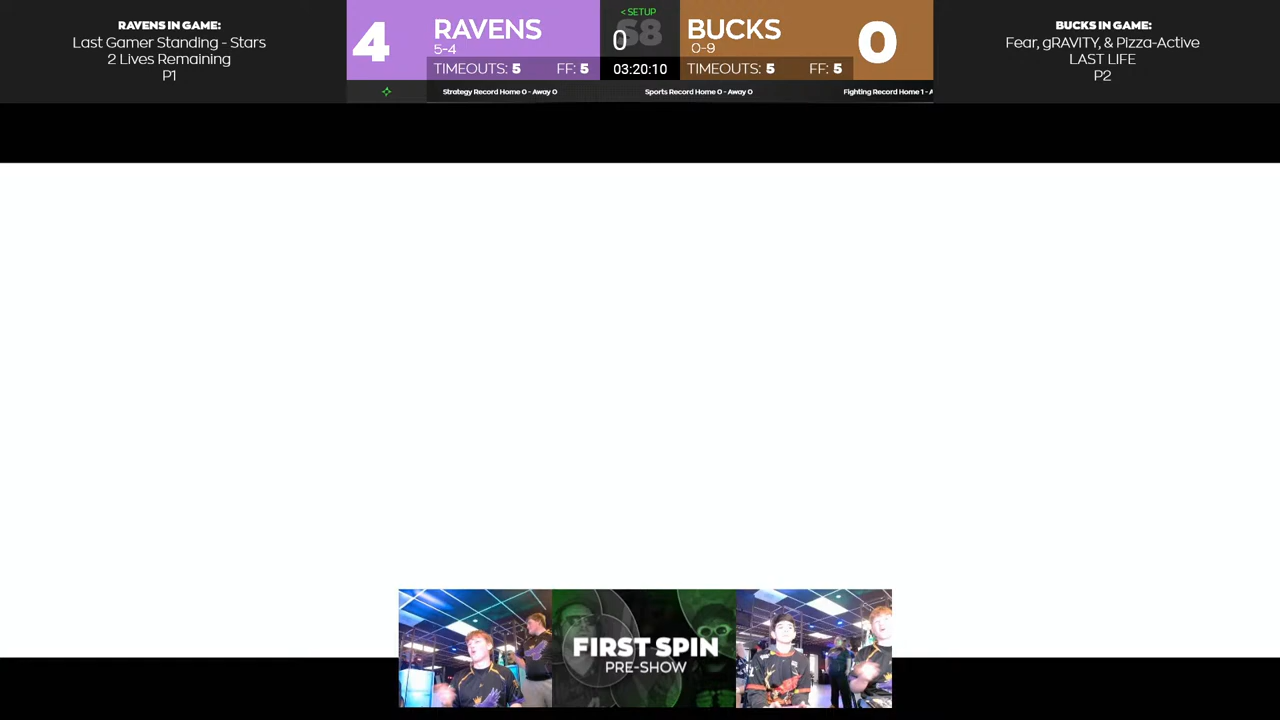 RAVENS IN GAME:
Last Gamer Standing - Stars
2 Lives Remaining
P1
4
RAVENS
5-4
TIMEOUTS: 5 FF: 5
< SETUP
S8
0
03:20:10
BUCKS
0-9
TIMEOUTS: 5 FF: 5
0
Strategy Record Home 0 - Away 0
Sports Record Home 0 - Away 0
Fighting Record Home 1 -
BUCKS IN GAME:
Fear, gRAVITY, & Pizza-Active
LAST LIFE
P2
FIRST SPIN
PRE-SHOW